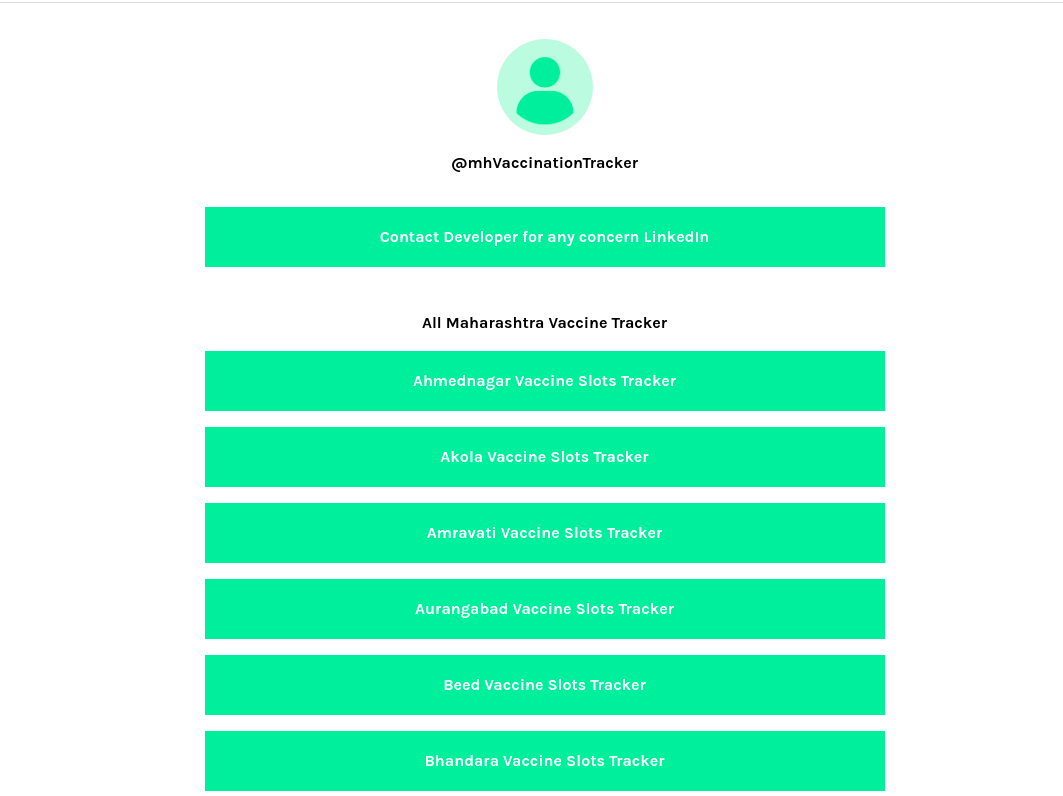 @mhVaccinationTracker
Contact Developer for any concern LinkedIn
All Maharashtra Vaccine Tracker
Ahmednagar Vaccine Slots Tracker
Akola Vaccine Slots Tracker
Amravati Vaccine Slots Tracker
Aurangabad Vaccine Slots Tracker
Beed Vaccine Slots Tracker
Bhandara Vaccine Slots Tracker